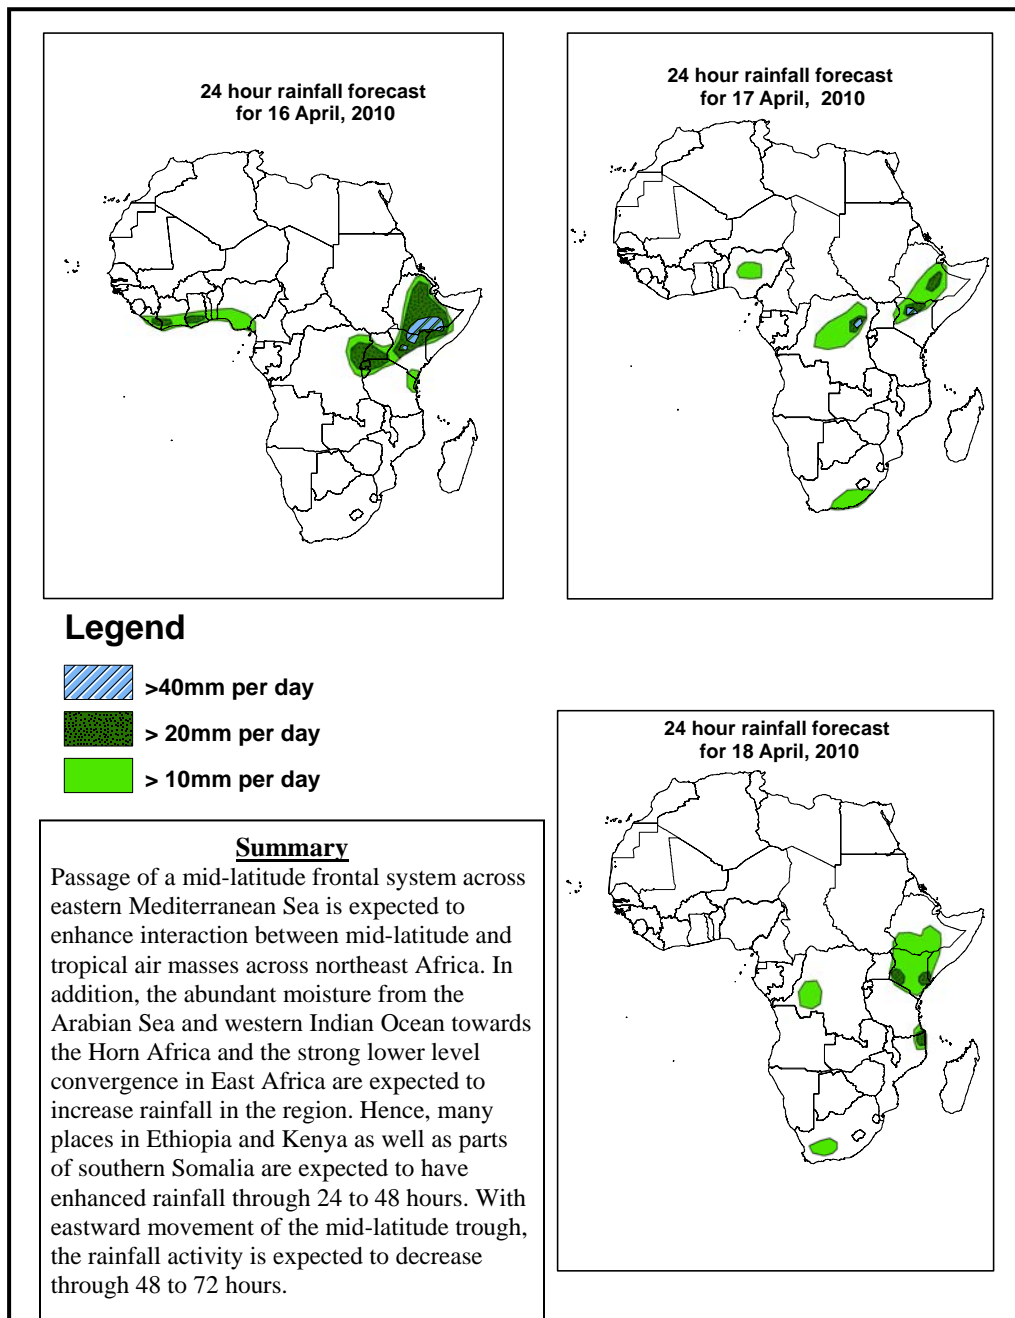 24 hour rainfall forecast
for 16 April, 2010
24 hour rainfall forecast
for 17 April,  2010
Legend
>40mm per day
> 20mm per day
> 10mm per day
24 hour rainfall forecast
for 18 April, 2010
Summary
Passage of a mid-latitude frontal system across
eastern Mediterranean Sea is expected to
enhance interaction between mid-latitude and
tropical air masses across northeast Africa. In
addition, the abundant moisture from the
Arabian Sea and western Indian Ocean towards
the Horn Africa and the strong lower level
convergence in East Africa are expected to
increase rainfall in the region. Hence, many
places in Ethiopia and Kenya as well as parts
of southern Somalia are expected to have
enhanced rainfall through 24 to 48 hours. With
eastward movement of the mid-latitude trough,
the rainfall activity is expected to decrease
through 48 to 72 hours.